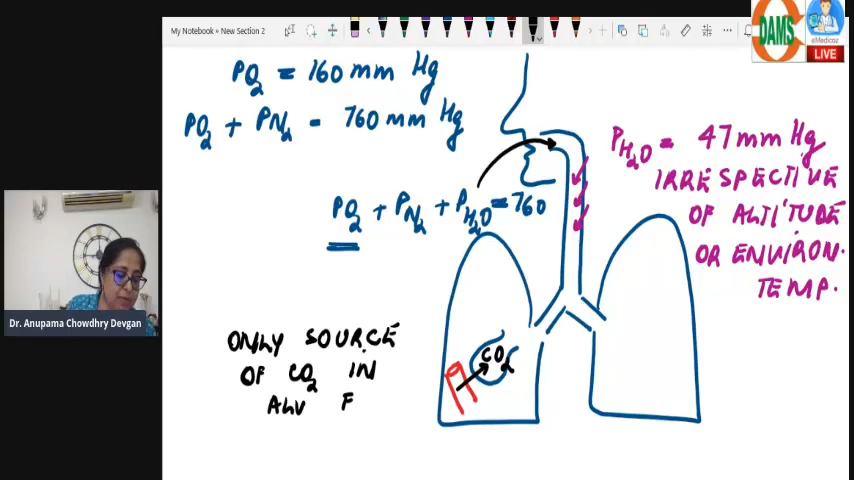 My Notebook » New Section 2
DAMS
eMedicoz
LIVE
PO2 = 160 mm Hg
PO2 + PN2 = 760 mm Hg
PO2 + PN2 + PH2O = 760
PH2O = 47 mm Hg
IRRESPECTIVE
OF ALTITUDE
OR ENVIRON.
TEMP.
Dr. Anupama Chowdhry Devgan
ONLY SOURCE
OF CO2 IN
ALV F
CO2